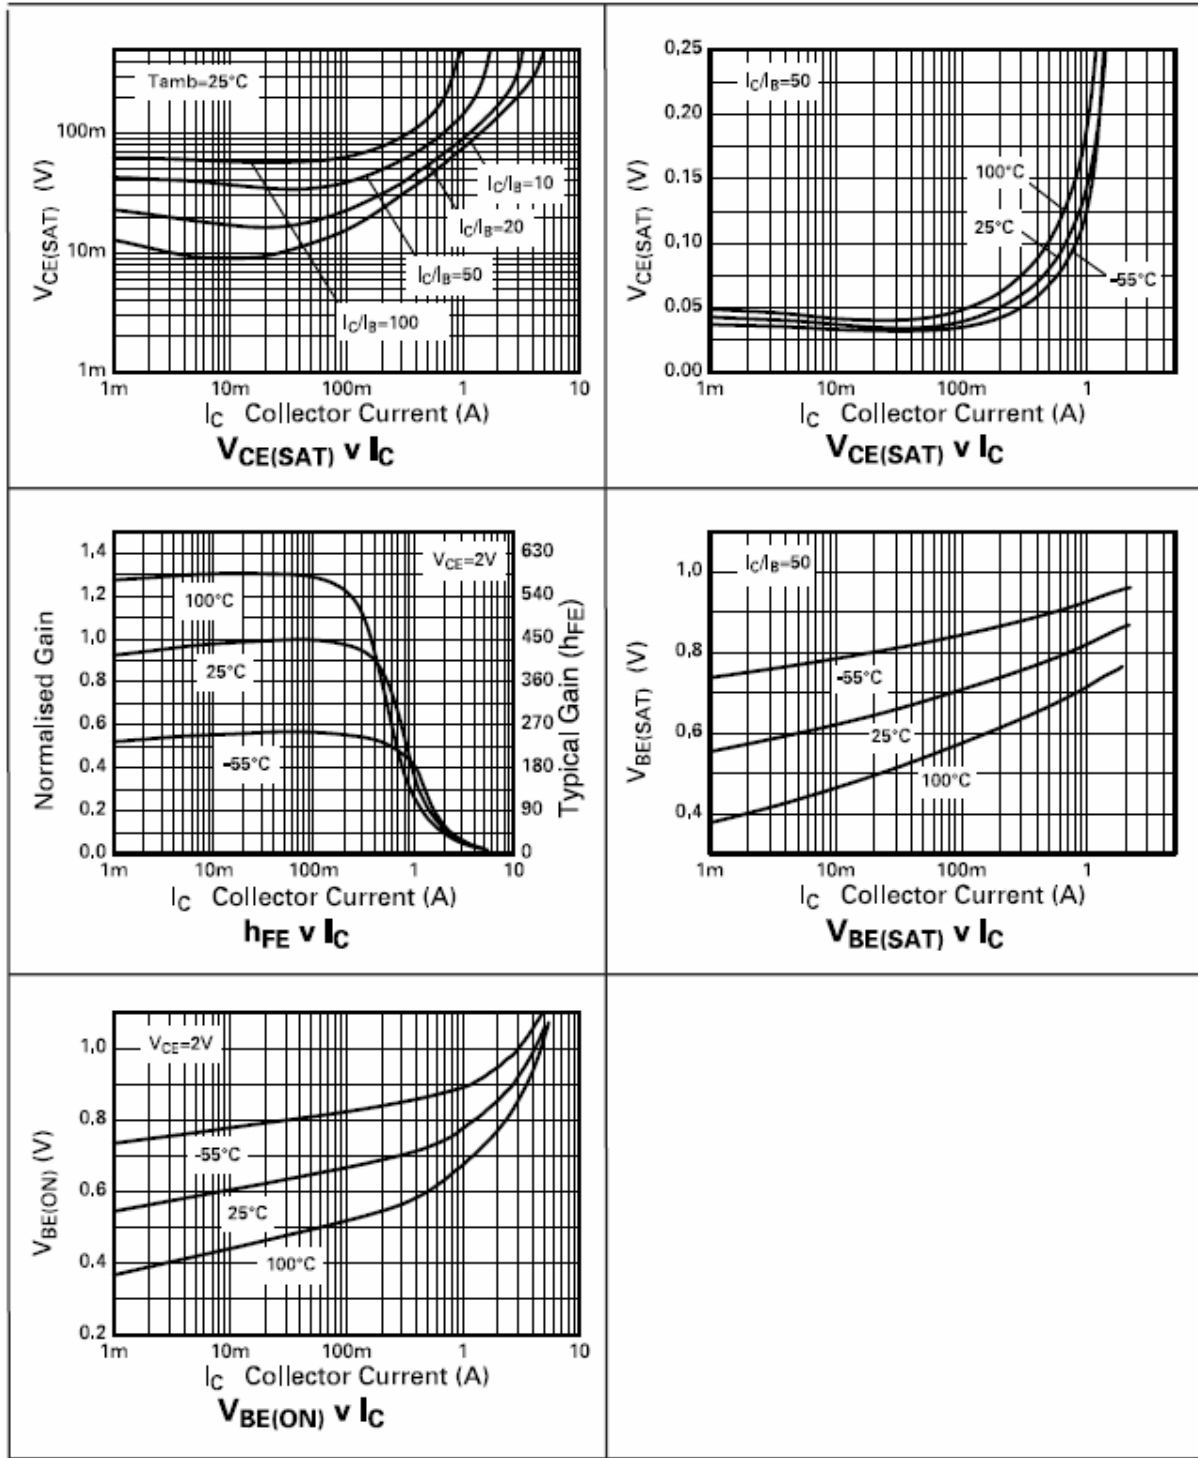 Tamb=25°C
100m
10m
1m
VCE(SAT) (V)
IC/IB=10
IC/IB=20
IC/IB=50
IC/IB=100
1m 10m 100m 1 10
IC Collector Current (A)
VCE(SAT) v IC
IC/IB=50
0,25
0,20
0,15
0,10
0.05
0.00
VCE(SAT) (V)
100°C
25°C
-55°C
1m 10m 100m 1
IC Collector Current (A)
VCE(SAT) v IC
VCE=2V
1,4
1,2
1,0
0.8
0.6
0.4
0.2
0.0
Normalised Gain
630
540
450
360
270
180
90
0
Typical Gain (hFE)
100°C
25°C
-55°C
1m 10m 100m 1 10
IC Collector Current (A)
hFE v IC
IC/IB=50
1,0
0.8
0.6
0,4
VBE(SAT) (V)
-55°C
25°C
100°C
1m 10m 100m 1
IC Collector Current (A)
VBE(SAT) v IC
VCE=2V
1,0
0.8
0.6
0.4
0.2
VBE(ON) (V)
-55°C
25°C
100°C
1m 10m 100m 1 10
IC Collector Current (A)
VBE(ON) v IC